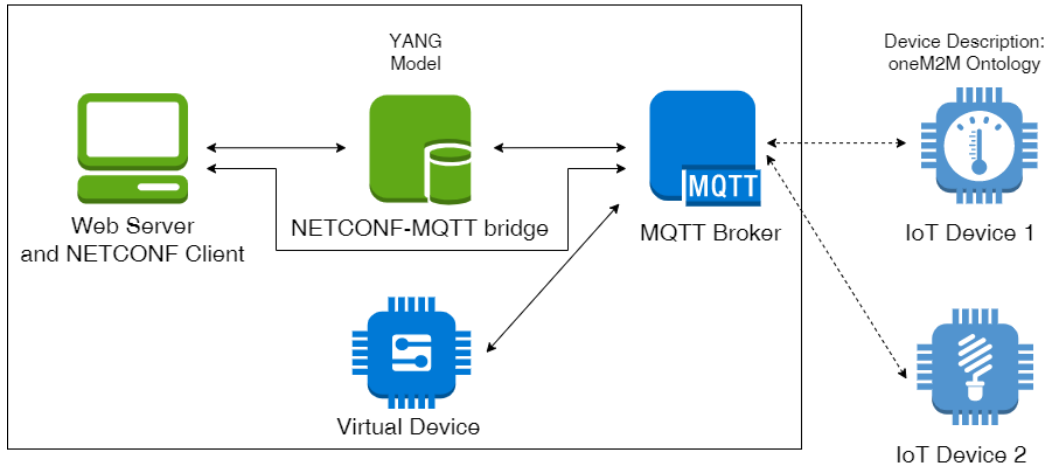 YANG
Model
Device Description:
oneM2M Ontology
MQTT
Web Server
and NETCONF Client
NETCONF-MQTT bridge
MQTT Broker
IoT Device 1
Virtual Device
IoT Device 2